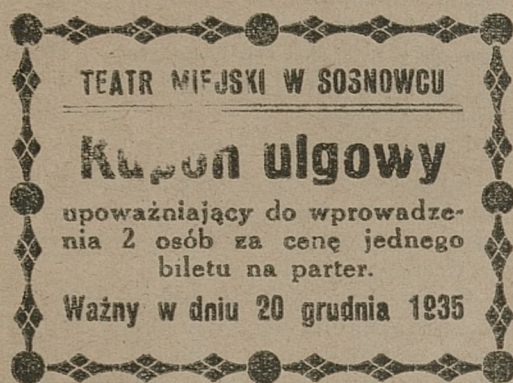 TEATR MIEJSKI W SOSNOWCU
Kupon ulgowy
upoważniający do wprowadze-
nia 2 osób za cenę jednego
biletu na parter.
Ważny w dniu 20 grudnia 1935